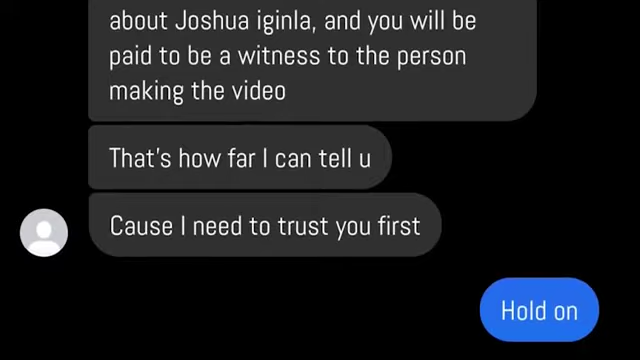 about Joshua iginla, and you will be
paid to be a witness to the person
making the video
That's how far I can tell u
Cause I need to trust you first
Hold on